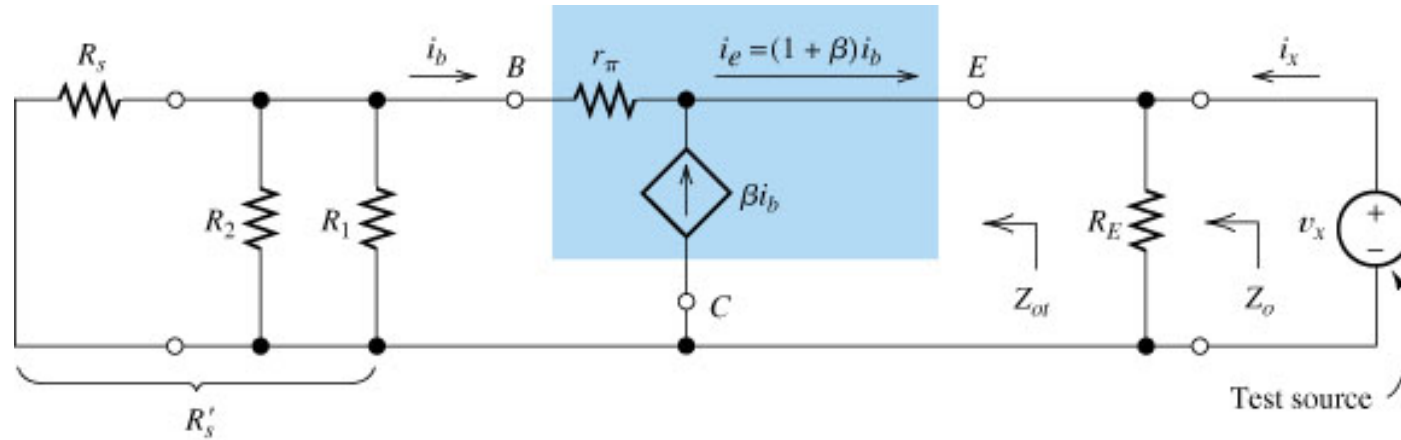 R_s
i_b
B
r_π
i_e = (1 + β)i_b
E
i_x
R_2
R_1
βi_b
R_E
v_x
+
−
C
Z_ot
Z_o
R'_s
Test source